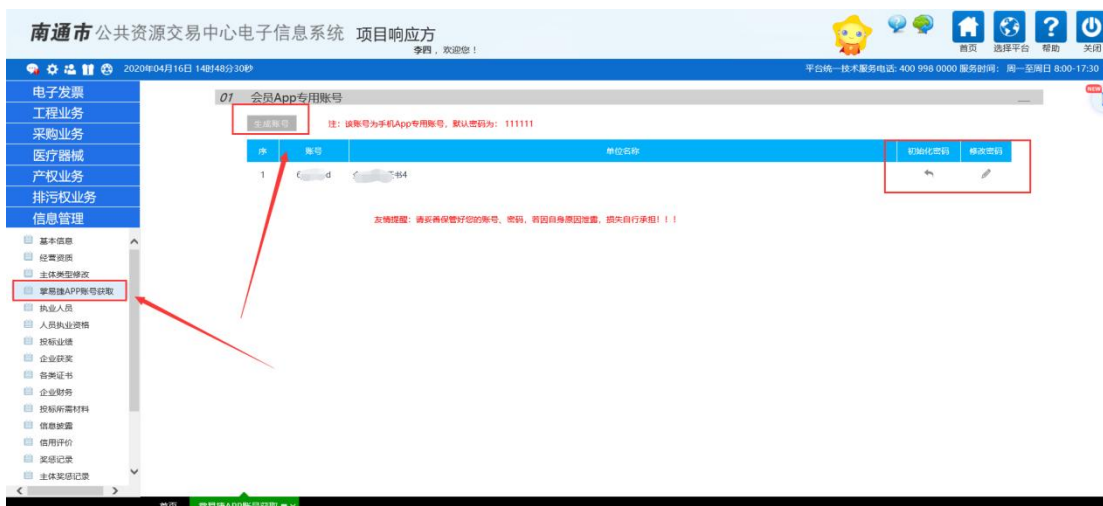 南通市公共资源交易中心电子信息系统 项目响应方
李四，欢迎您！
首页 选择平台 帮助 关闭
2020年04月16日 14时48分30秒
平台统一技术服务电话: 400 998 0000 服务时间： 周一至周日 8:00-17:30
NEW
电子发票
工程业务
采购业务
医疗器械
产权业务
排污权业务
信息管理
基本信息
经营资质
主体类型修改
掌易捷APP账号获取
执业人员
人员执业资格
投标业绩
企业获奖
各类证书
企业财务
投标所需材料
信息披露
信用评价
奖惩记录
主体奖惩记录
01 会员App专用账号
生成账号 注：该账号为手机App专用账号，默认密码为：111111
序 账号 单位名称 初始化密码 修改密码
1 d 书4
友情提醒：请妥善保管好您的账号、密码，若因自身原因泄露，损失自行承担！！！
首页 掌易捷APP账号获取